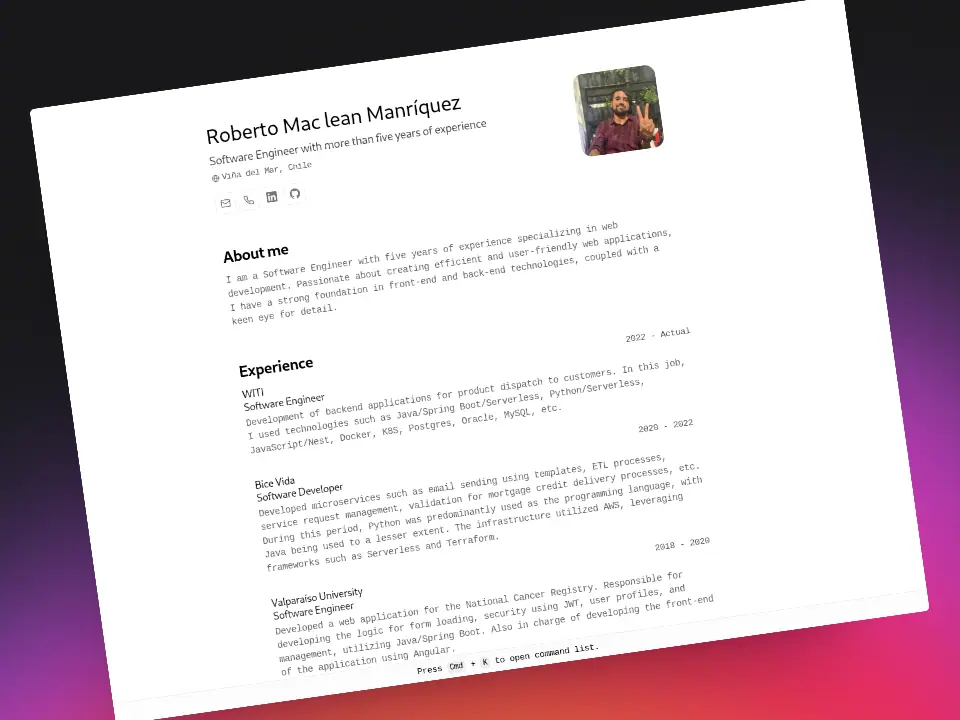 Roberto Mac lean Manríquez
Software Engineer with more than five years of experience
Viña del Mar, Chile
About me
I am a Software Engineer with five years of experience specializing in web
development. Passionate about creating efficient and user-friendly web applications,
I have a strong foundation in front-end and back-end technologies, coupled with a
keen eye for detail.
Experience
2022 - Actual
WITI
Software Engineer
Development of backend applications for product dispatch to customers. In this job,
I used technologies such as Java/Spring Boot/Serverless, Python/Serverless,
JavaScript/Nest, Docker, K8S, Postgres, Oracle, MySQL, etc.
2020 - 2022
Bice Vida
Software Developer
Developed microservices such as email sending using templates, ETL processes,
service request management, validation for mortgage credit delivery processes, etc.
During this period, Python was predominantly used as the programming language, with
Java being used to a lesser extent. The infrastructure utilized AWS, leveraging
frameworks such as Serverless and Terraform.
2018 - 2020
Valparaíso University
Software Engineer
Developed a web application for the National Cancer Registry. Responsible for
developing the logic for form loading, security using JWT, user profiles, and
management, utilizing Java/Spring Boot. Also in charge of developing the front-end
of the application using Angular.
Press Cmd + K to open command list.